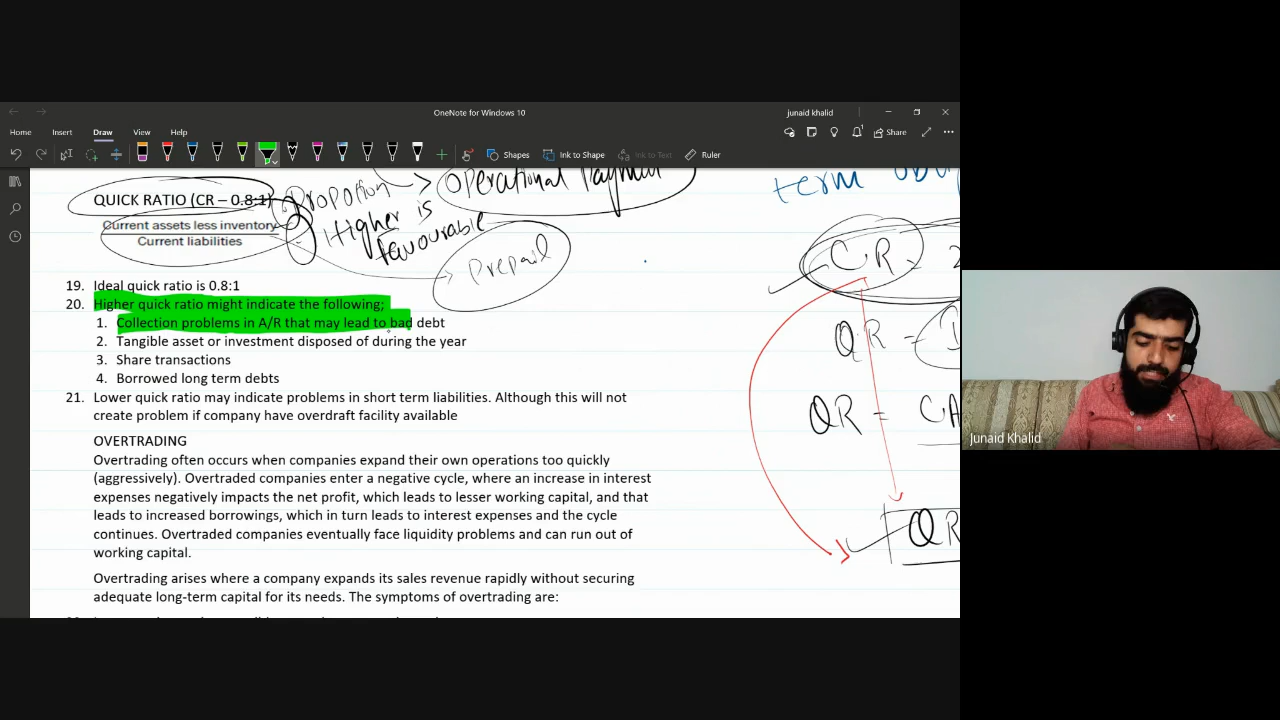 OneNote for Windows 10
junaid khalid
Home Insert Draw View Help
Shapes Ink to Shape Ink to Text Ruler Share
operational
term
QUICK RATIO (CR – 0.8:1)
Propotion
Current assets less inventory
Current liabilities
Higher is
favourable
Prepaid
CR
19. Ideal quick ratio is 0.8:1
20. Higher quick ratio might indicate the following;
1. Collection problems in A/R that may lead to bad debt
2. Tangible asset or investment disposed of during the year
QR =
3. Share transactions
4. Borrowed long term debts
21. Lower quick ratio may indicate problems in short term liabilities. Although this will not
create problem if company have overdraft facility available
QR = CA
OVERTRADING
Overtrading often occurs when companies expand their own operations too quickly
(aggressively). Overtraded companies enter a negative cycle, where an increase in interest
expenses negatively impacts the net profit, which leads to lesser working capital, and that
leads to increased borrowings, which in turn leads to interest expenses and the cycle
continues. Overtraded companies eventually face liquidity problems and can run out of
working capital.
QR
Overtrading arises where a company expands its sales revenue rapidly without securing
adequate long-term capital for its needs. The symptoms of overtrading are:
Junaid Khalid